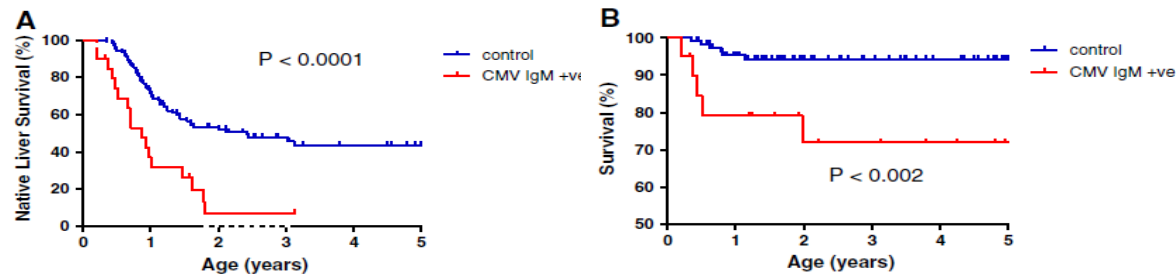 A
Native Liver Survival (%)
100
80
60
40
20
0
0 1 2 3 4 5
Age (years)
P < 0.0001
control
CMV IgM +ve
B
Survival (%)
100
90
80
70
60
50
0 1 2 3 4 5
Age (years)
P < 0.002
control
CMV IgM +ve